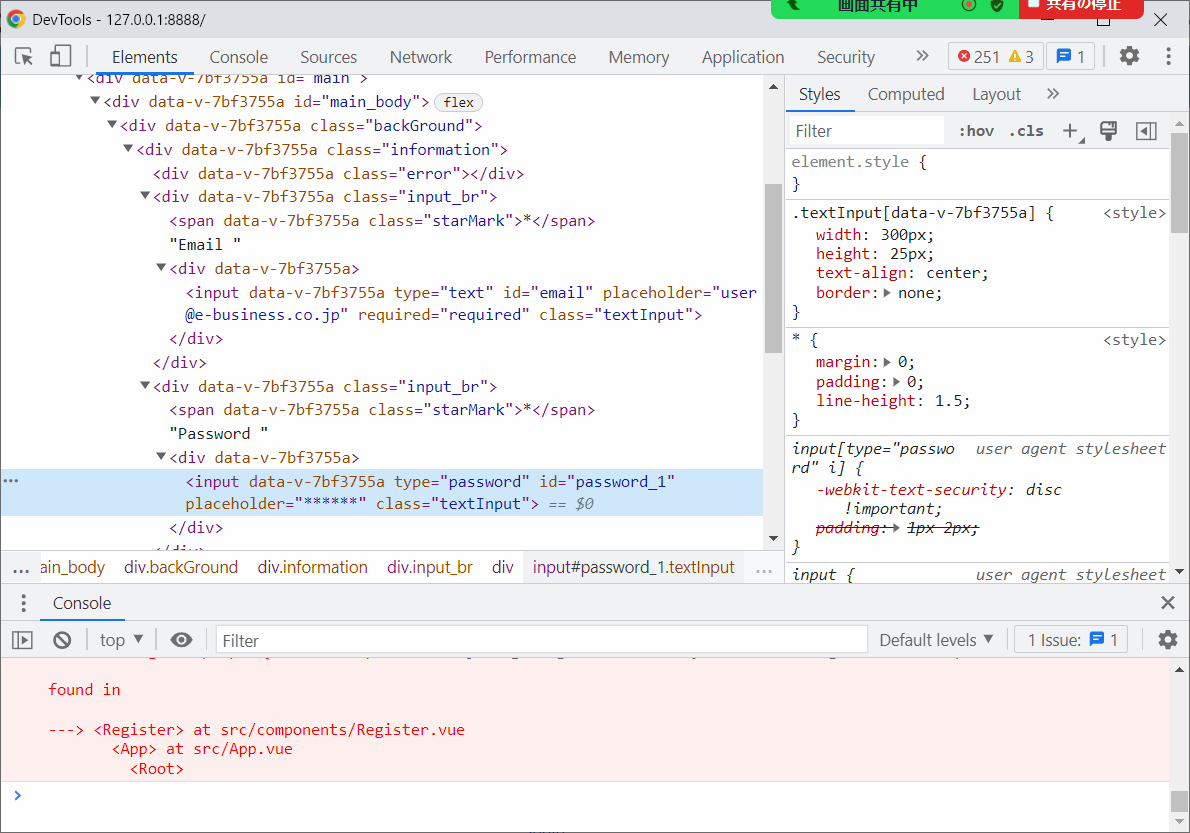 DevTools - 127.0.0.1:8888/
画面共有中
共有の停止
Elements Console Sources Network Performance Memory Application Security » 251 3 1
<div data-v-7bf3755a id="main">
<div data-v-7bf3755a id="main_body"> flex
<div data-v-7bf3755a class="backGround">
<div data-v-7bf3755a class="information">
<div data-v-7bf3755a class="error"></div>
<div data-v-7bf3755a class="input_br">
<span data-v-7bf3755a class="starMark">*</span>
"Email "
<div data-v-7bf3755a>
<input data-v-7bf3755a type="text" id="email" placeholder="user
@e-business.co.jp" required="required" class="textInput">
</div>
</div>
<div data-v-7bf3755a class="input_br">
<span data-v-7bf3755a class="starMark">*</span>
"Password "
<div data-v-7bf3755a>
<input data-v-7bf3755a type="password" id="password_1"
placeholder="******" class="textInput"> == $0
</div>
... ain_body div.backGround div.information div.input_br div input#password_1.textInput ...
Styles Computed Layout »
Filter :hov .cls +
element.style {
}
.textInput[data-v-7bf3755a] { <style>
width: 300px;
height: 25px;
text-align: center;
border: none;
}
* { <style>
margin: 0;
padding: 0;
line-height: 1.5;
}
input[type="passwo user agent stylesheet
rd" i] {
-webkit-text-security: disc
!important;
padding: 1px 2px;
}
input { user agent stylesheet
Console
top Filter Default levels 1 Issue: 1
found in
---> <Register> at src/components/Register.vue
<App> at src/App.vue
<Root>
>